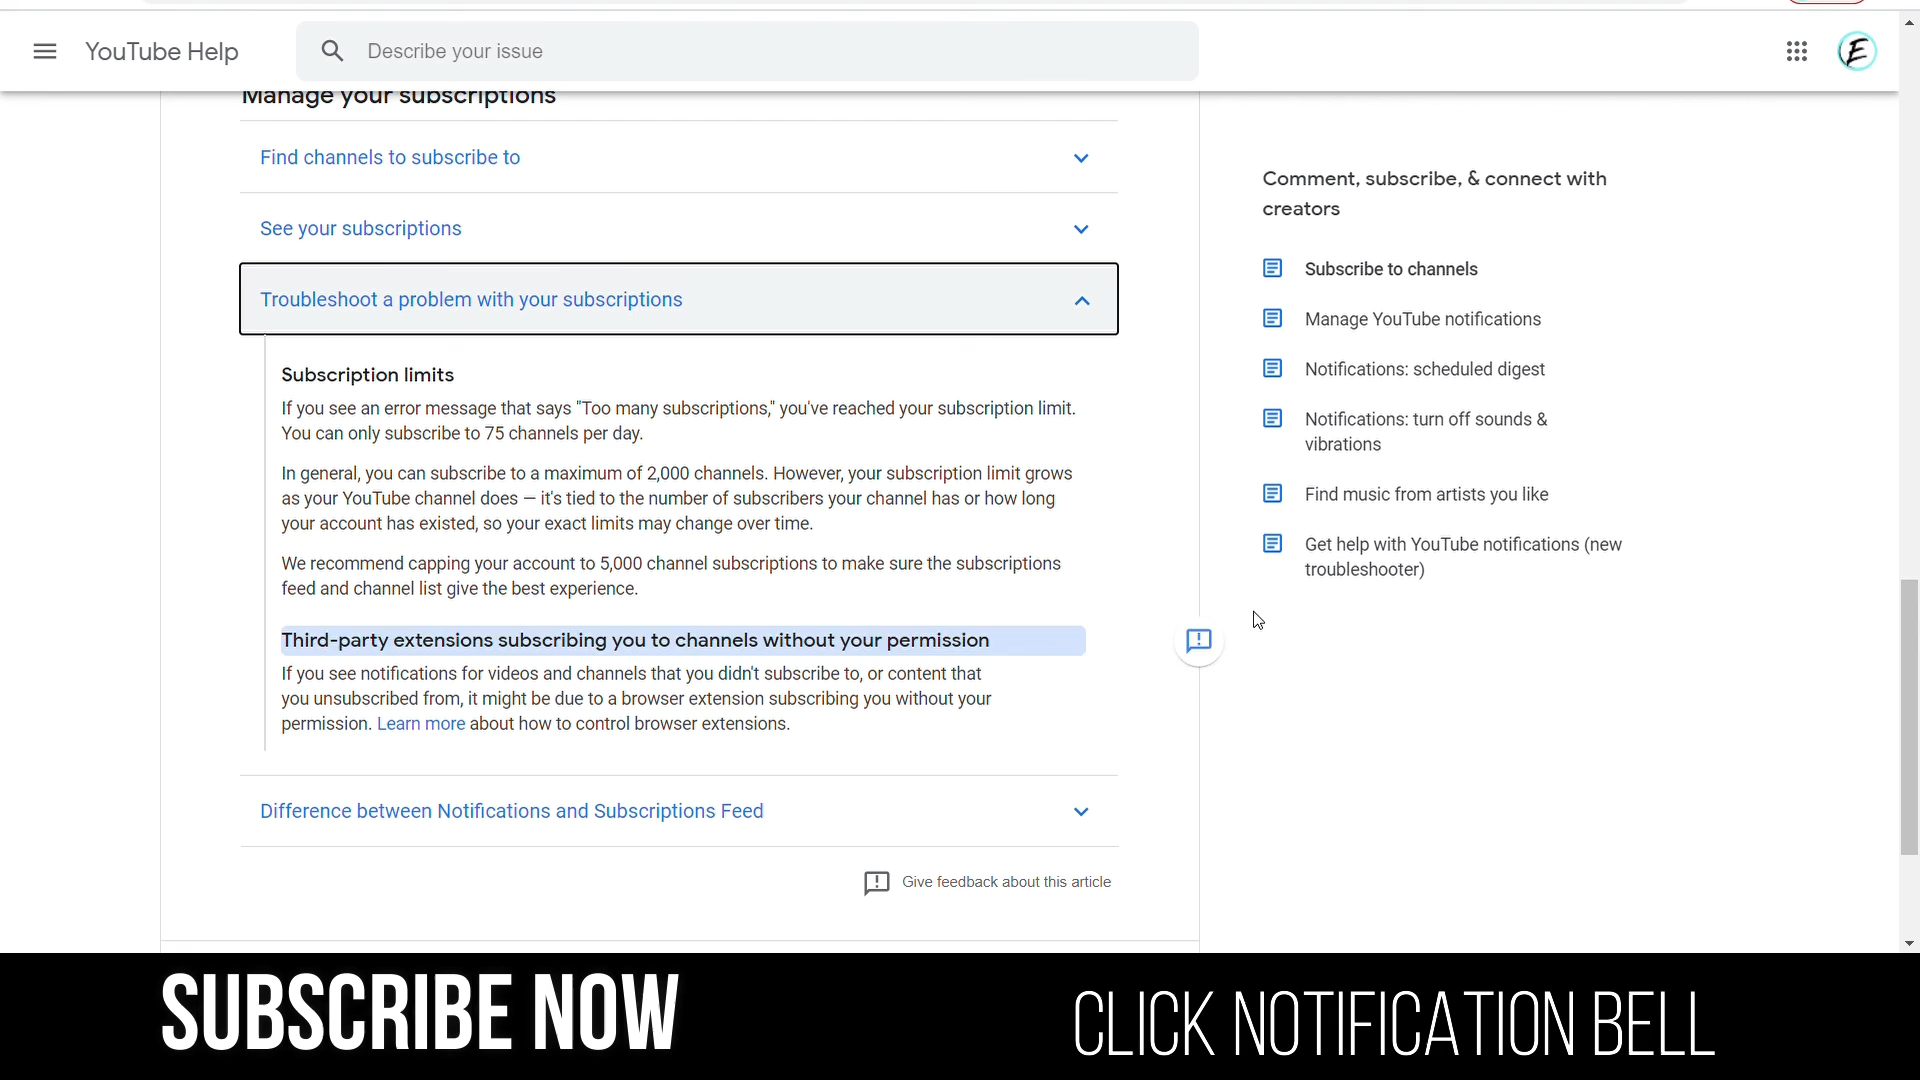 YouTube Help
Describe your issue
E
Manage your subscriptions
Find channels to subscribe to
See your subscriptions
Troubleshoot a problem with your subscriptions
Subscription limits
If you see an error message that says "Too many subscriptions," you've reached your subscription limit.
You can only subscribe to 75 channels per day.
In general, you can subscribe to a maximum of 2,000 channels. However, your subscription limit grows
as your YouTube channel does — it's tied to the number of subscribers your channel has or how long
your account has existed, so your exact limits may change over time.
We recommend capping your account to 5,000 channel subscriptions to make sure the subscriptions
feed and channel list give the best experience.
Third-party extensions subscribing you to channels without your permission
If you see notifications for videos and channels that you didn't subscribe to, or content that
you unsubscribed from, it might be due to a browser extension subscribing you without your
permission. Learn more about how to control browser extensions.
Difference between Notifications and Subscriptions Feed
Give feedback about this article
Comment, subscribe, & connect with
creators
Subscribe to channels
Manage YouTube notifications
Notifications: scheduled digest
Notifications: turn off sounds &
vibrations
Find music from artists you like
Get help with YouTube notifications (new
troubleshooter)
SUBSCRIBE NOW
CLICK NOTIFICATION BELL